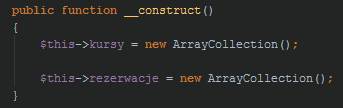 public function __construct()
{
    $this->kursy = new ArrayCollection();
    $this->rezerwacje = new ArrayCollection();
}